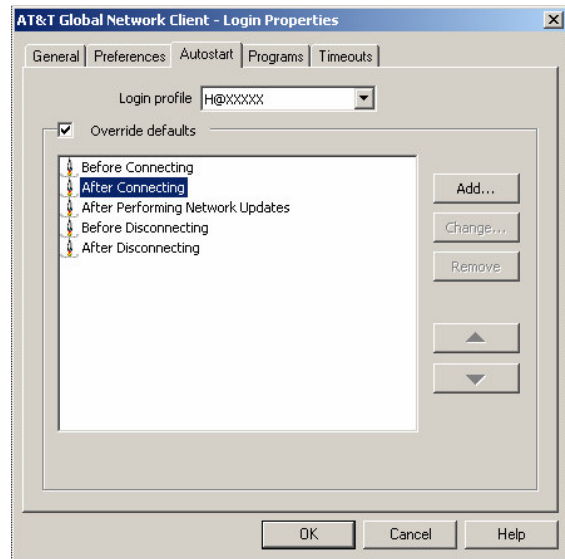 AT&T Global Network Client - Login Properties
General Preferences Autostart Programs Timeouts
Login profile H@XXXXX
Override defaults
Before Connecting
After Connecting
After Performing Network Updates
Before Disconnecting
After Disconnecting
Add...
Change...
Remove
OK Cancel Help